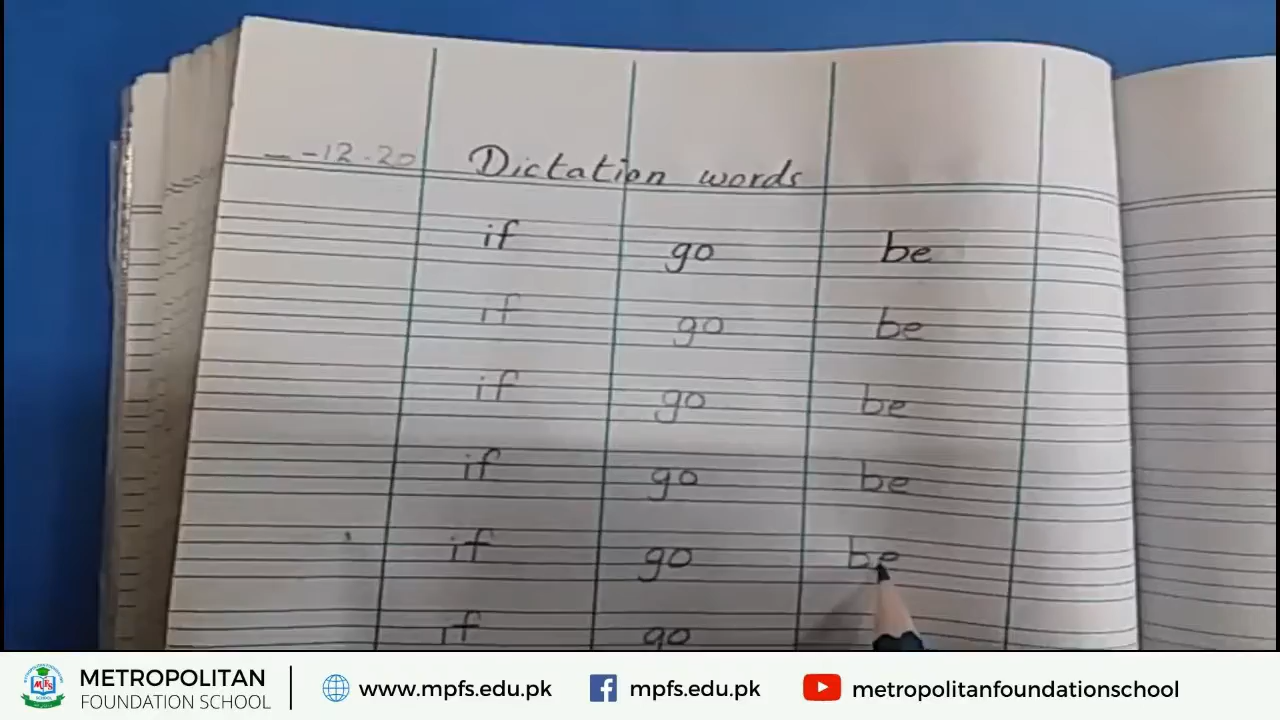 - -12.20 Dictation words
if go be
if go be
if go be
if go be
if go be
if go
METROPOLITAN
FOUNDATION SCHOOL
www.mpfs.edu.pk
mpfs.edu.pk
metropolitanfoundationschool